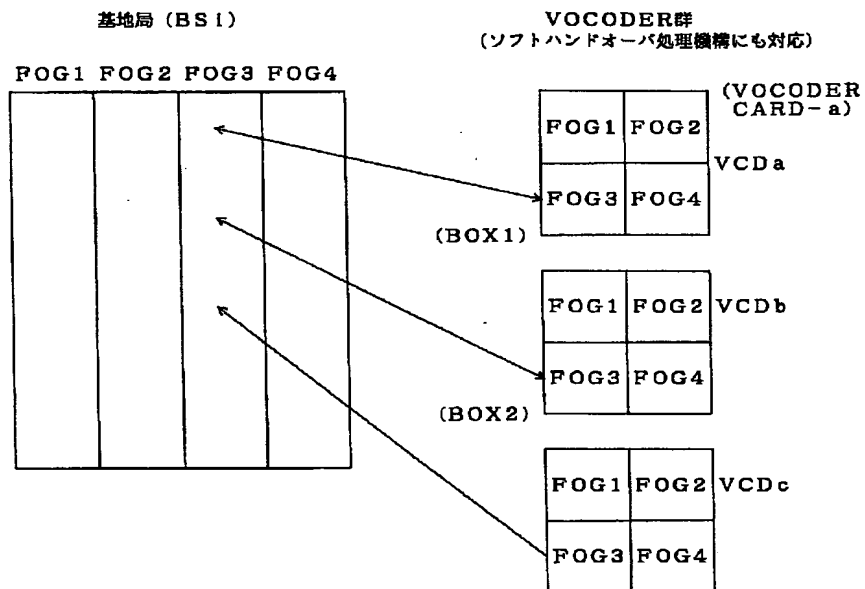 基地局（BS1）
VOCODER群
（ソフトハンドオーバ処理機構にも対応）
FOG1 FOG2 FOG3 FOG4
(VOCODER
CARD-a)
FOG1 FOG2
VCDa
FOG3 FOG4
(BOX1)
FOG1 FOG2 VCDb
FOG3 FOG4
(BOX2)
FOG1 FOG2 VCDc
FOG3 FOG4